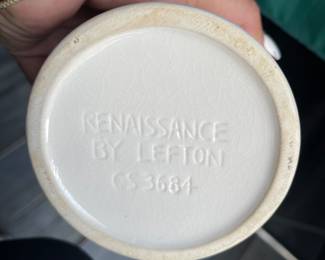 RENAISSANCE
BY LEFTON
CS 3684